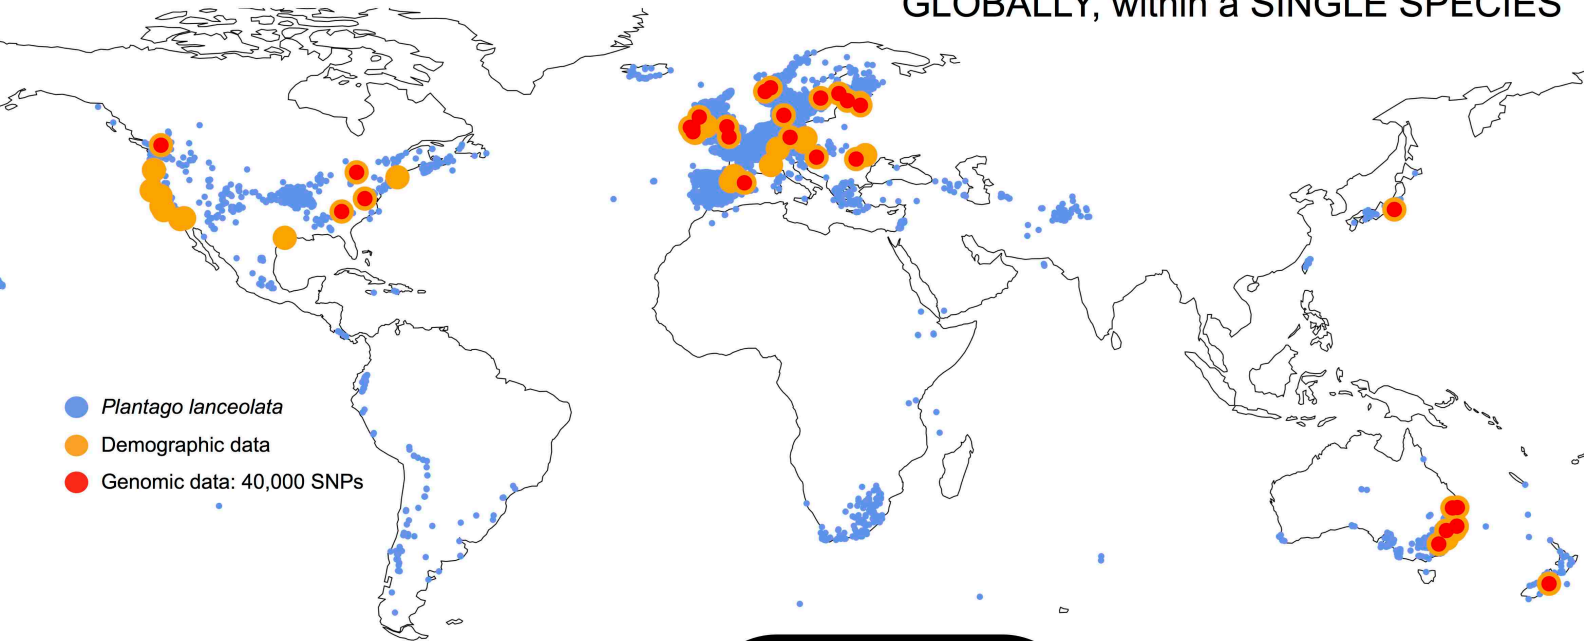 GLOBALLY, within a SINGLE SPECIES
Plantago lanceolata
Demographic data
Genomic data: 40,000 SNPs